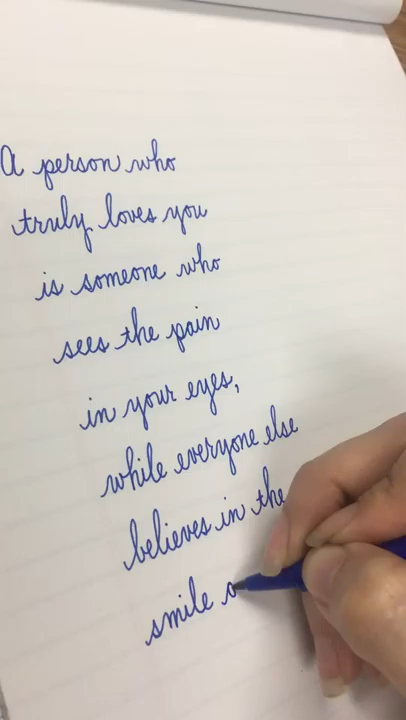 A person who
truly loves you
is someone who
sees the pain
in your eyes,
while everyone else
believes in the
smile o